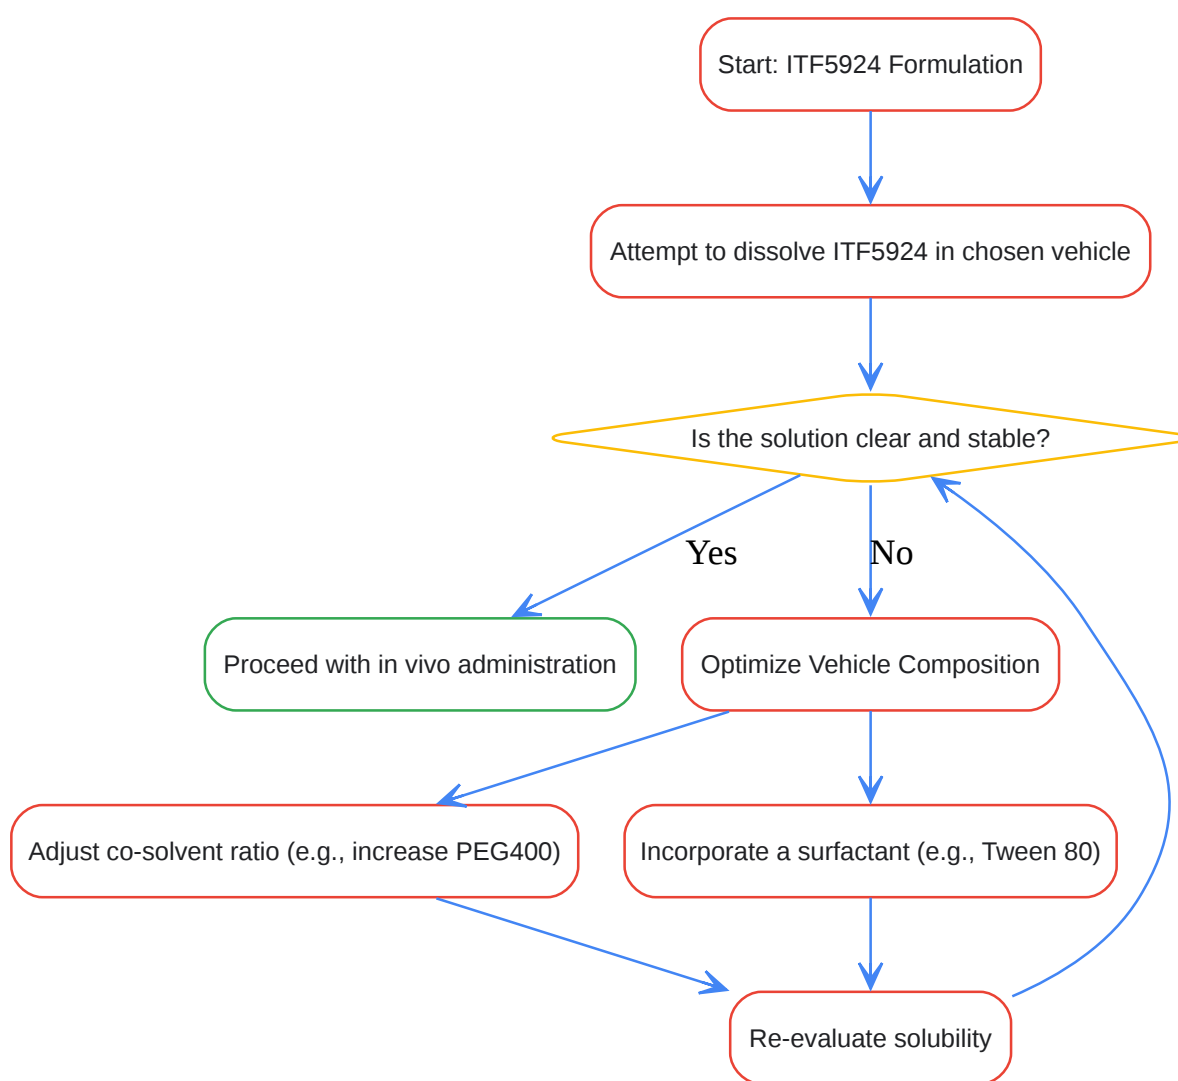 Start: ITF5924 Formulation
Attempt to dissolve ITF5924 in chosen vehicle
Is the solution clear and stable?
Yes
No
Proceed with in vivo administration
Optimize Vehicle Composition
Adjust co-solvent ratio (e.g., increase PEG400)
Incorporate a surfactant (e.g., Tween 80)
Re-evaluate solubility